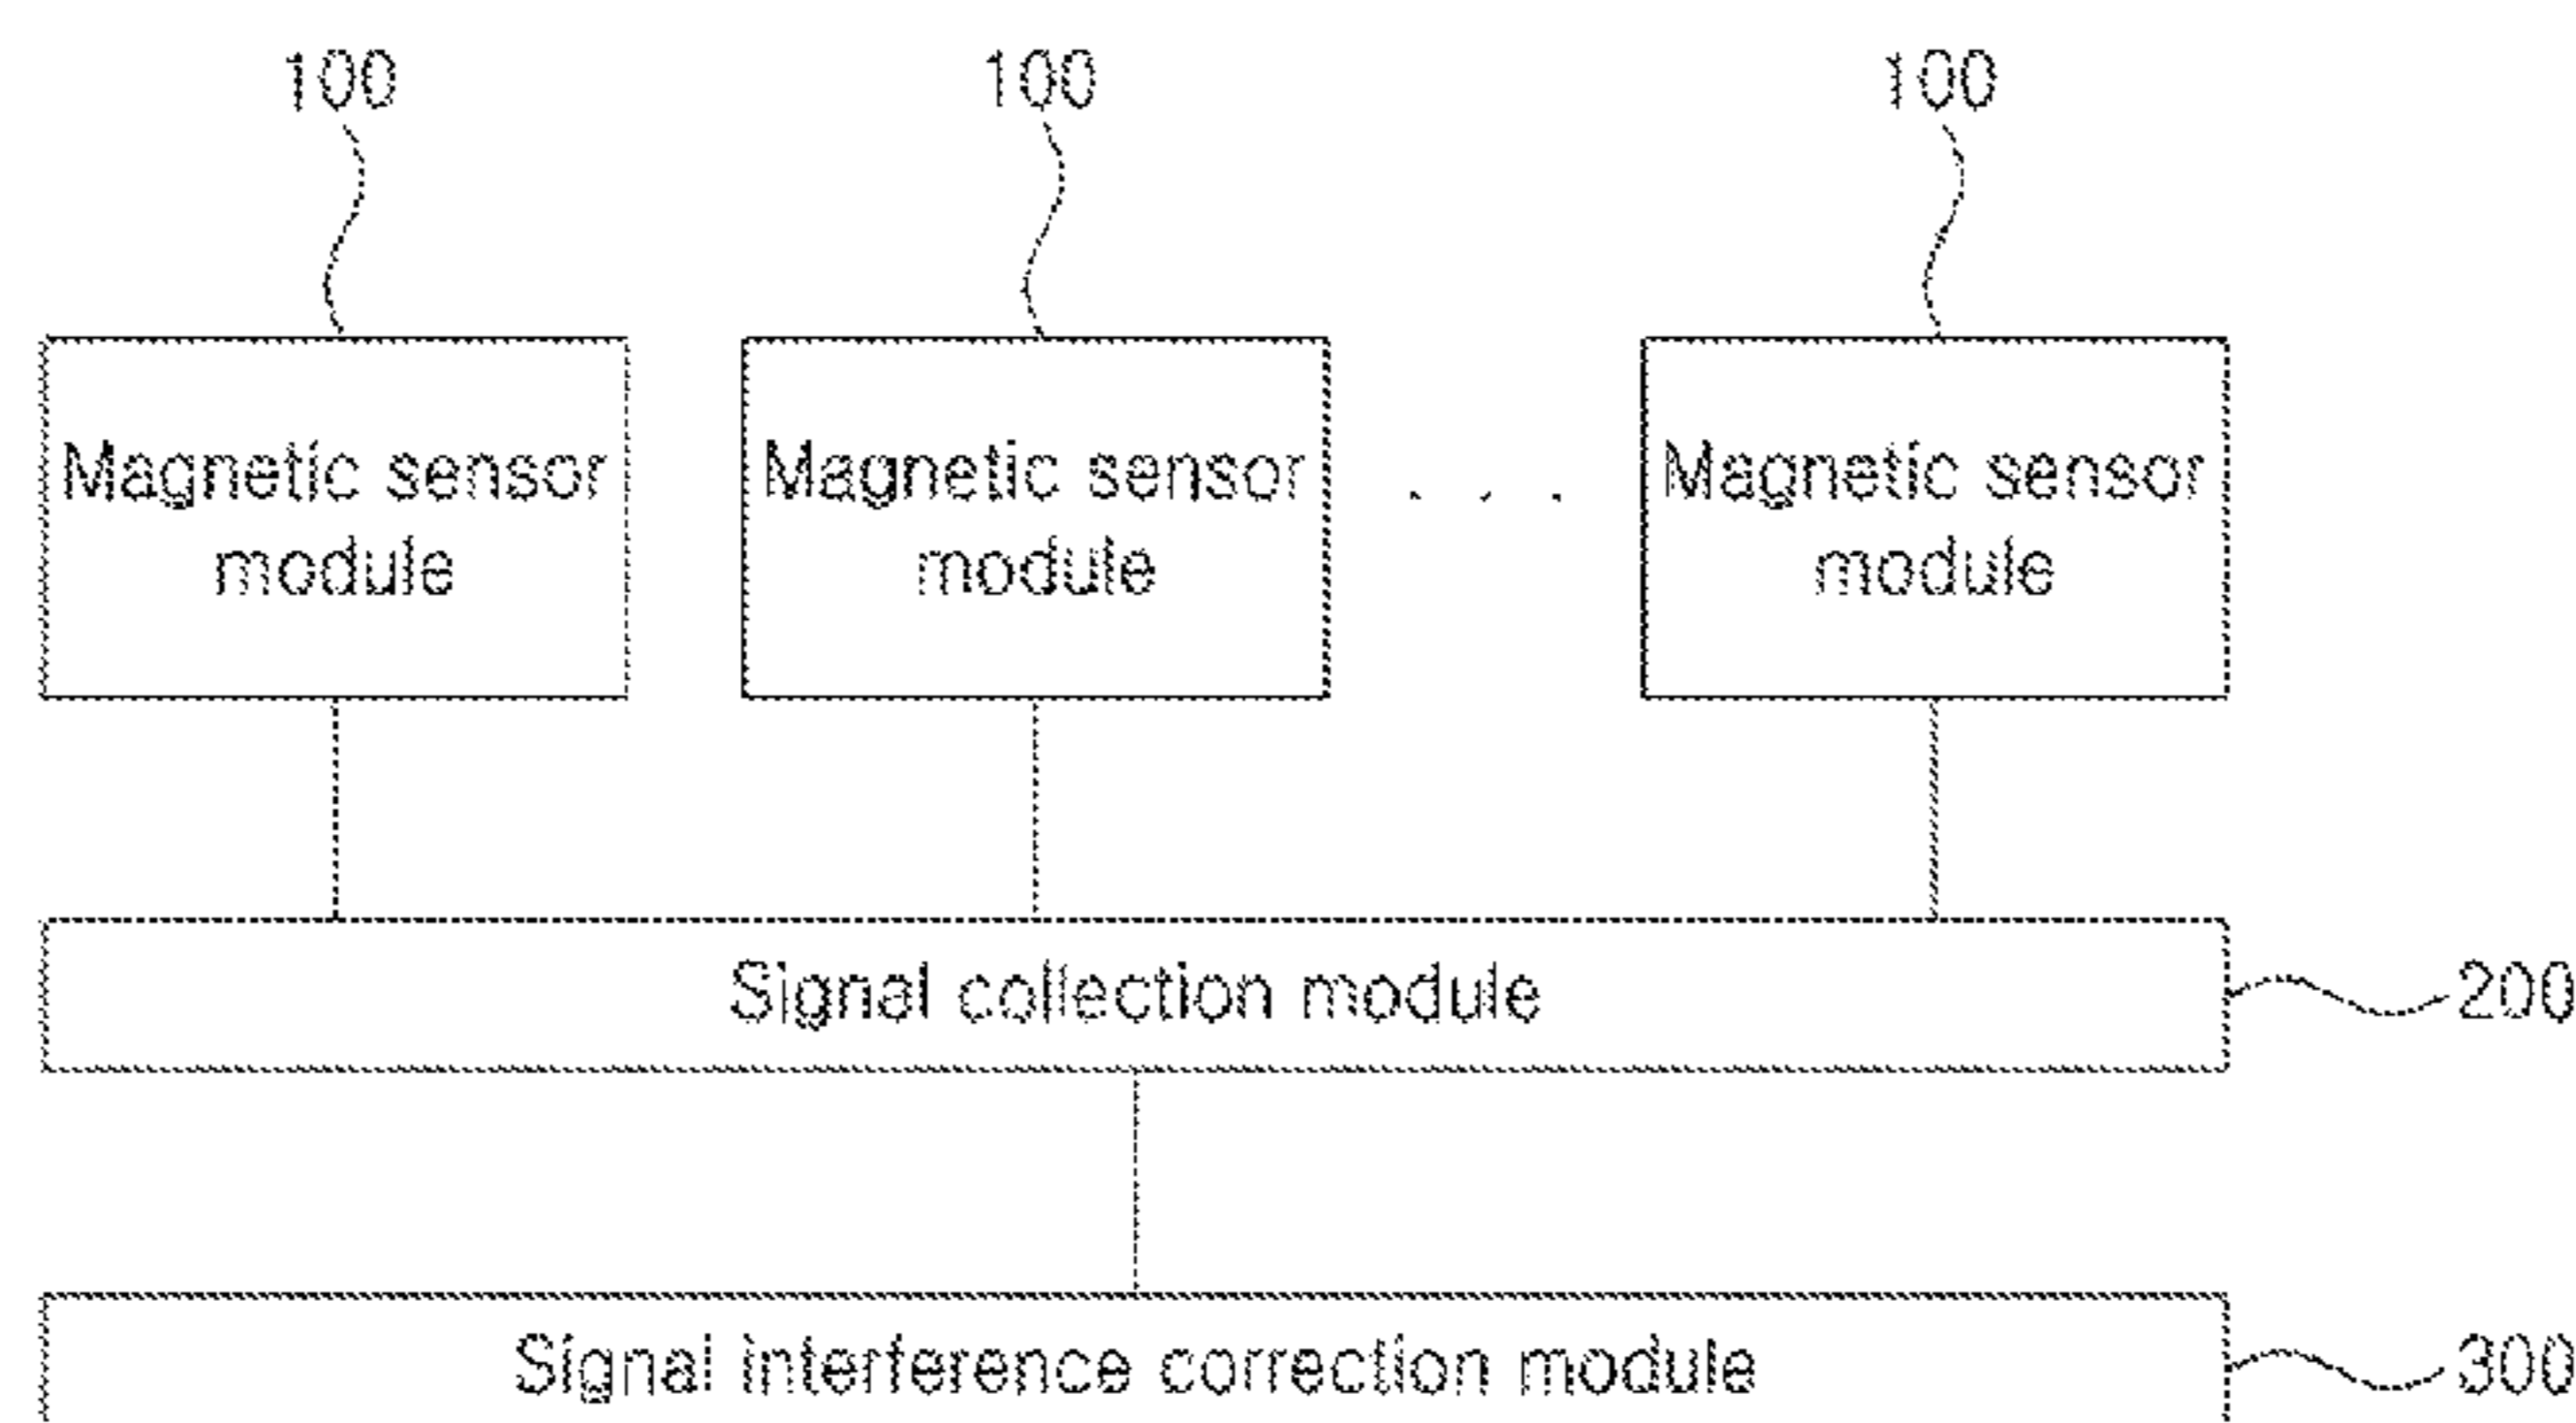 100 100 100
Magnetic sensor module
Magnetic sensor module
. . .
Magnetic sensor module
Signal collection module 200
Signal interference correction module 300